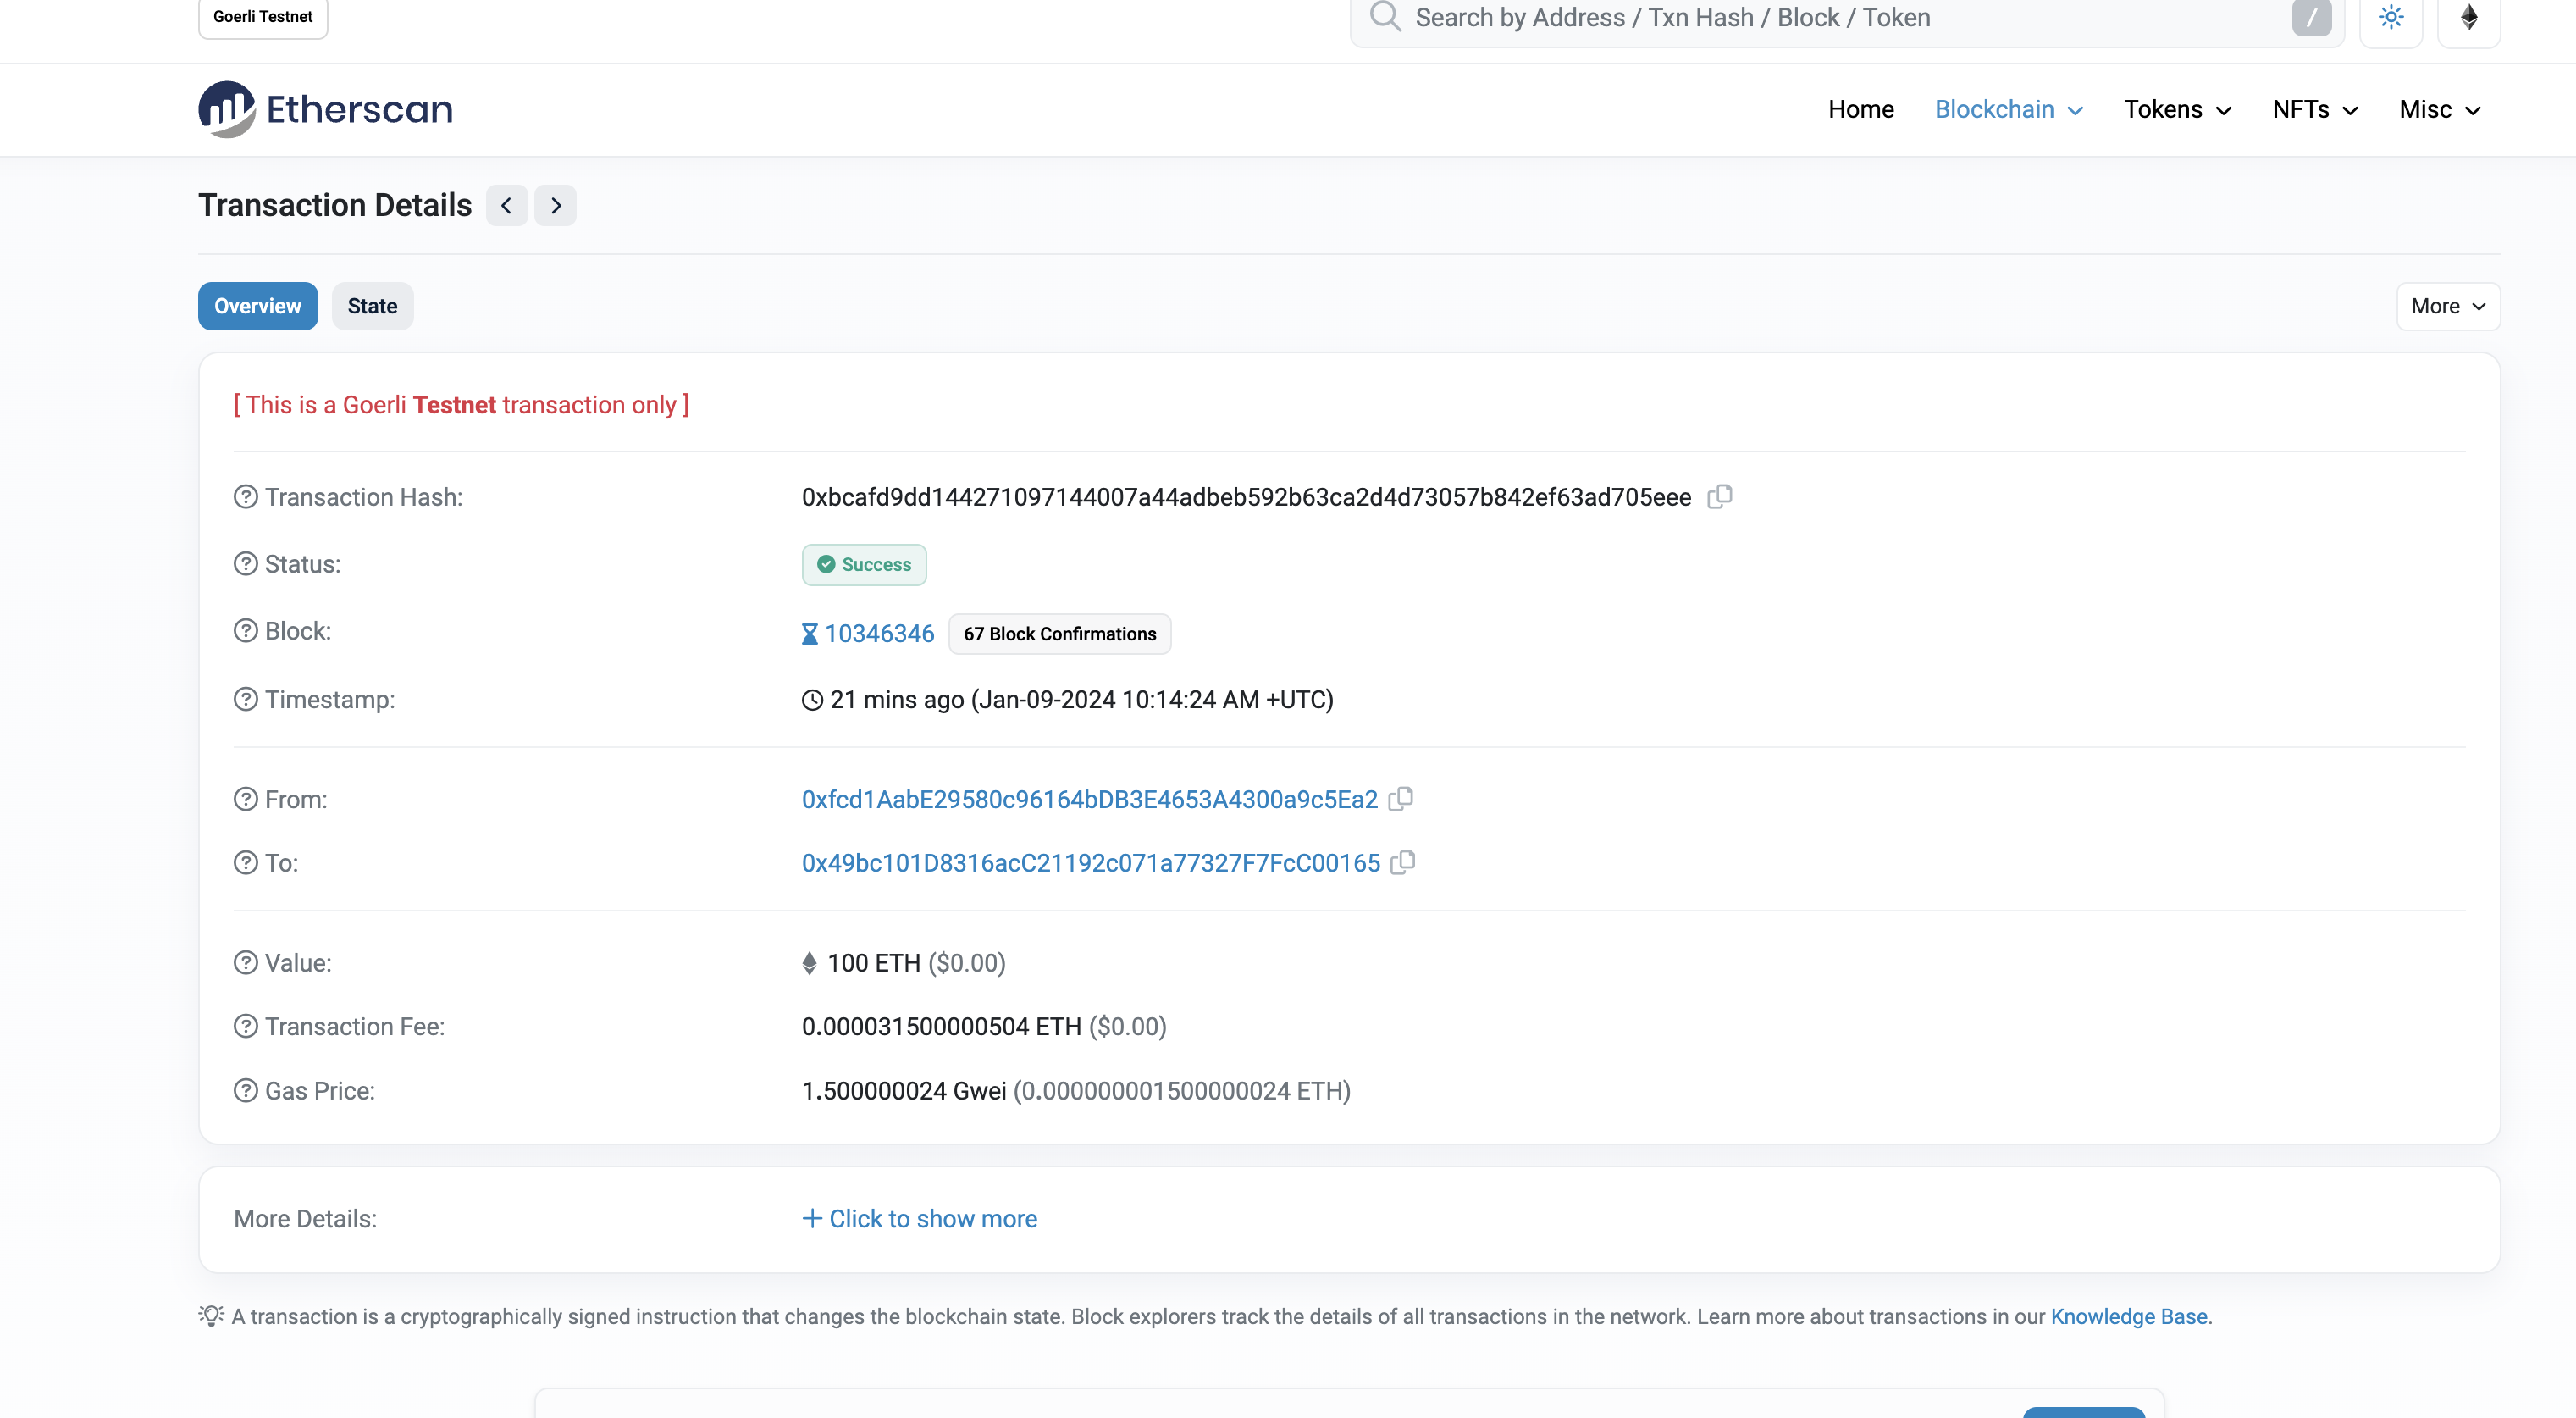 Goerli Testnet
Search by Address / Txn Hash / Block / Token
/
Etherscan
Home Blockchain Tokens NFTs Misc
Transaction Details
Overview State
More
[ This is a Goerli Testnet transaction only ]
Transaction Hash: 0xbcafd9dd144271097144007a44adbeb592b63ca2d4d73057b842ef63ad705eee
Status: Success
Block: 10346346 67 Block Confirmations
Timestamp: 21 mins ago (Jan-09-2024 10:14:24 AM +UTC)
From: 0xfcd1AabE29580c96164bDB3E4653A4300a9c5Ea2
To: 0x49bc101D8316acC21192c071a77327F7FcC00165
Value: 100 ETH ($0.00)
Transaction Fee: 0.000031500000504 ETH ($0.00)
Gas Price: 1.500000024 Gwei (0.000000001500000024 ETH)
More Details: Click to show more
A transaction is a cryptographically signed instruction that changes the blockchain state. Block explorers track the details of all transactions in the network. Learn more about transactions in our Knowledge Base.